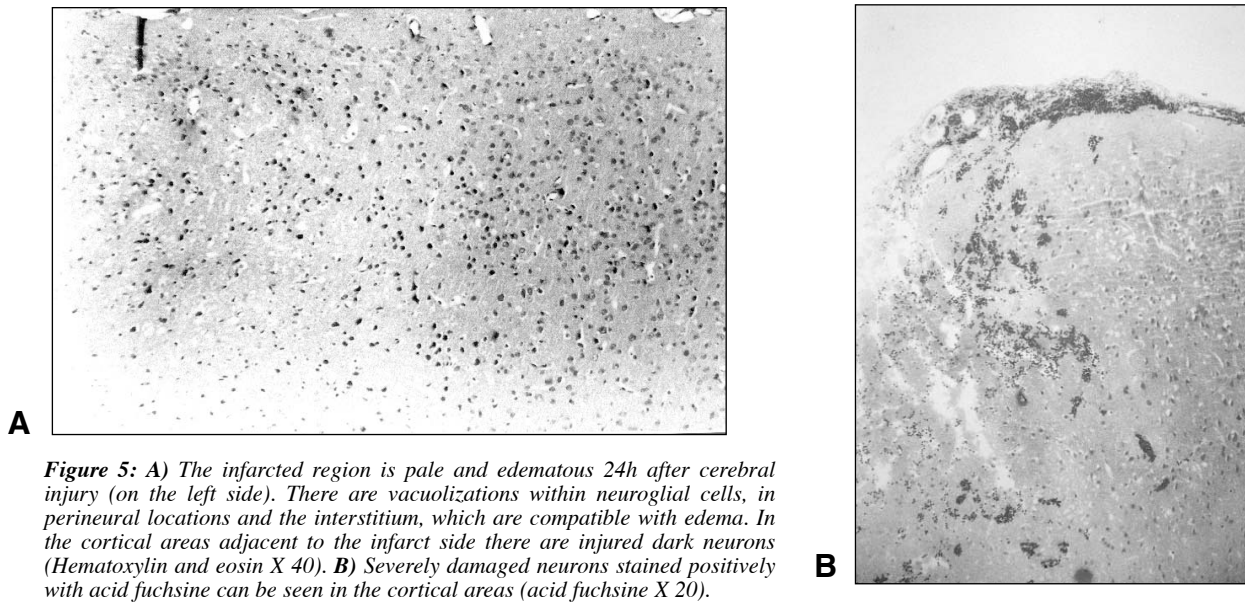 A
B
Figure 5: A) The infarcted region is pale and edematous 24h after cerebral
injury (on the left side). There are vacuolizations within neuroglial cells, in
perineural locations and the interstitium, which are compatible with edema. In
the cortical areas adjacent to the infarct side there are injured dark neurons
(Hematoxylin and eosin X 40). B) Severely damaged neurons stained positively
with acid fuchsine can be seen in the cortical areas (acid fuchsine X 20).